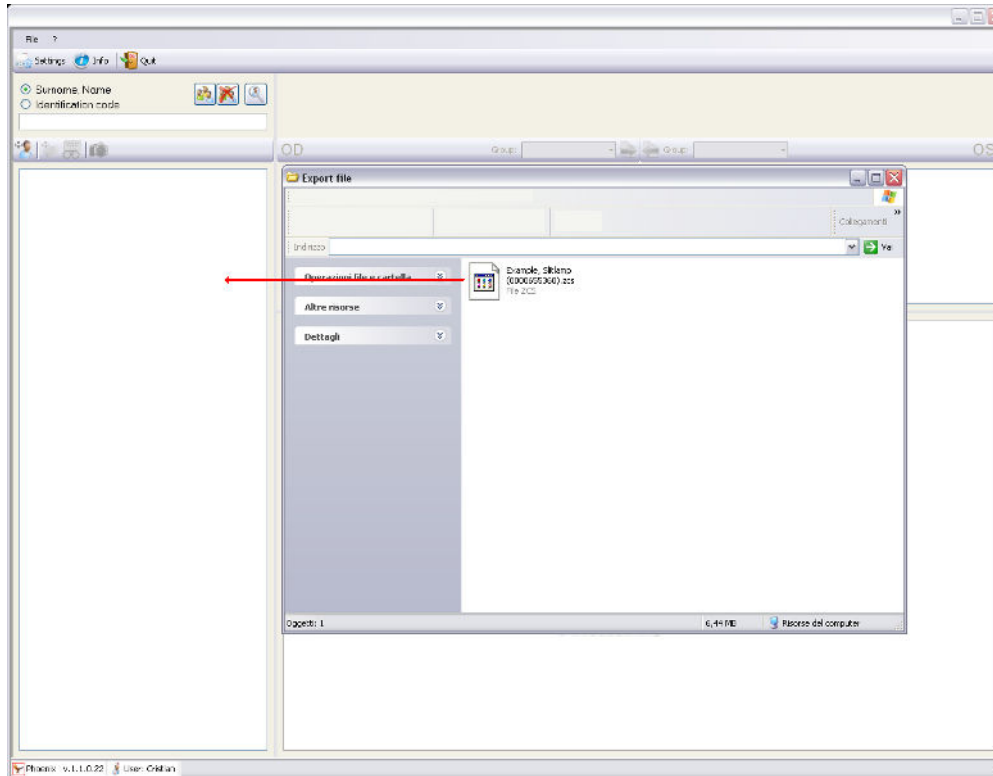 File ?
Settings Info Quit
Surname, Name
Identification code
OD Group: Group: OS
Export file
Collegamenti »
Indirizzo Vai
Operazioni file e cartella
Altre risorse
Dettagli
Example, Slitlamp
(0000655360).zcs
File ZCS
Oggetti: 1 6,44 MB Risorse del computer
Phoenix v.1.1.0.22 User: Cristian